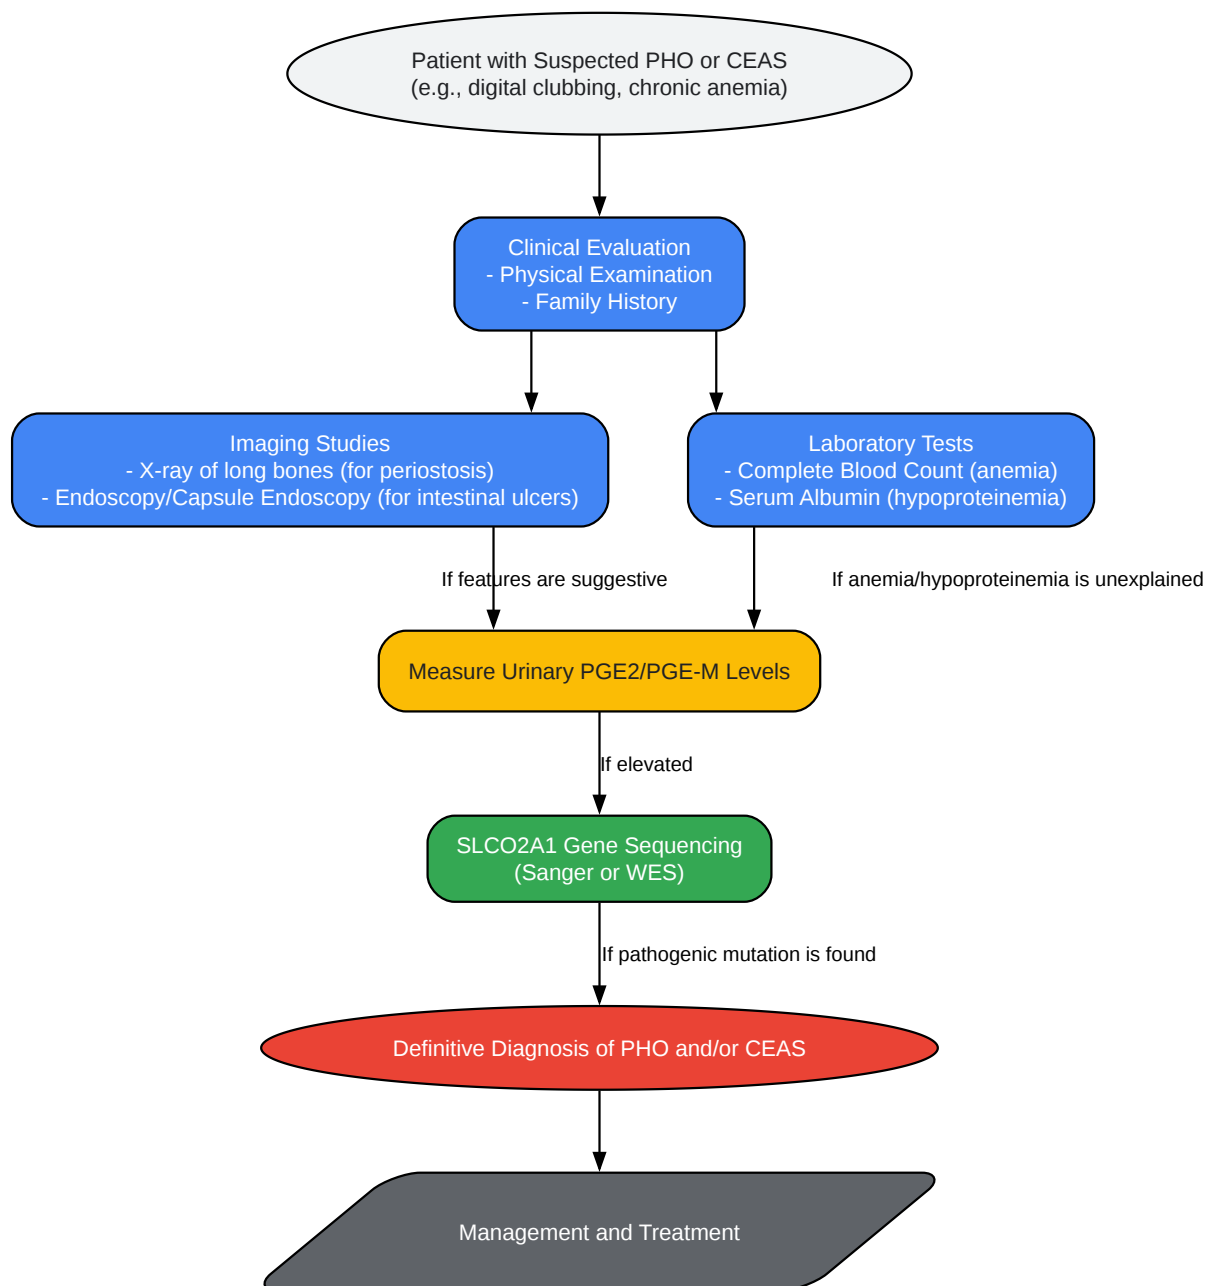 Patient with Suspected PHO or CEAS
(e.g., digital clubbing, chronic anemia)
Clinical Evaluation
- Physical Examination
- Family History
Imaging Studies
- X-ray of long bones (for periostosis)
- Endoscopy/Capsule Endoscopy (for intestinal ulcers)
Laboratory Tests
- Complete Blood Count (anemia)
- Serum Albumin (hypoproteinemia)
If features are suggestive
If anemia/hypoproteinemia is unexplained
Measure Urinary PGE2/PGE-M Levels
If elevated
SLCO2A1 Gene Sequencing
(Sanger or WES)
If pathogenic mutation is found
Definitive Diagnosis of PHO and/or CEAS
Management and Treatment